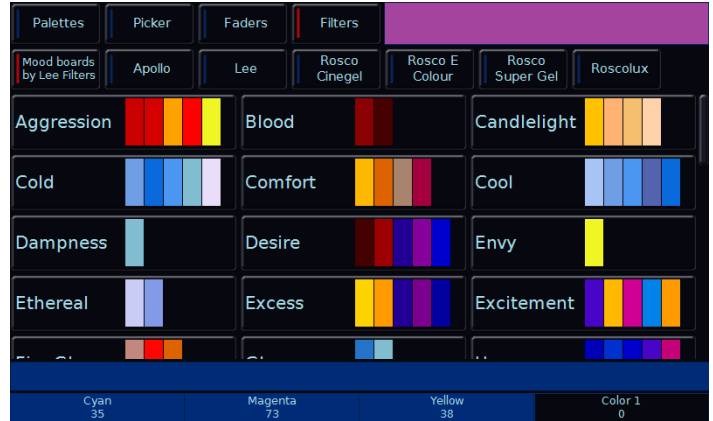 Palettes
Picker
Faders
Filters
Mood boards
by Lee Filters
Apollo
Lee
Rosco
Cinegel
Rosco E
Colour
Rosco
Super Gel
Roscolux
Aggression
Blood
Candlelight
Cold
Comfort
Cool
Dampness
Desire
Envy
Ethereal
Excess
Excitement
Cyan
35
Magenta
73
Yellow
38
Color 1
0